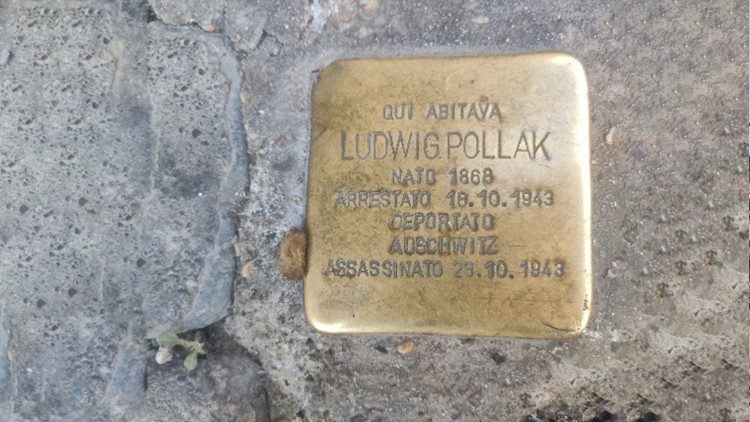 QUI ABITAVA
LUDWIG POLLAK
NATO 1868
ARRESTATO 16.10.1943
DEPORTATO
AUSCHWITZ
ASSASSINATO 23.10.1943